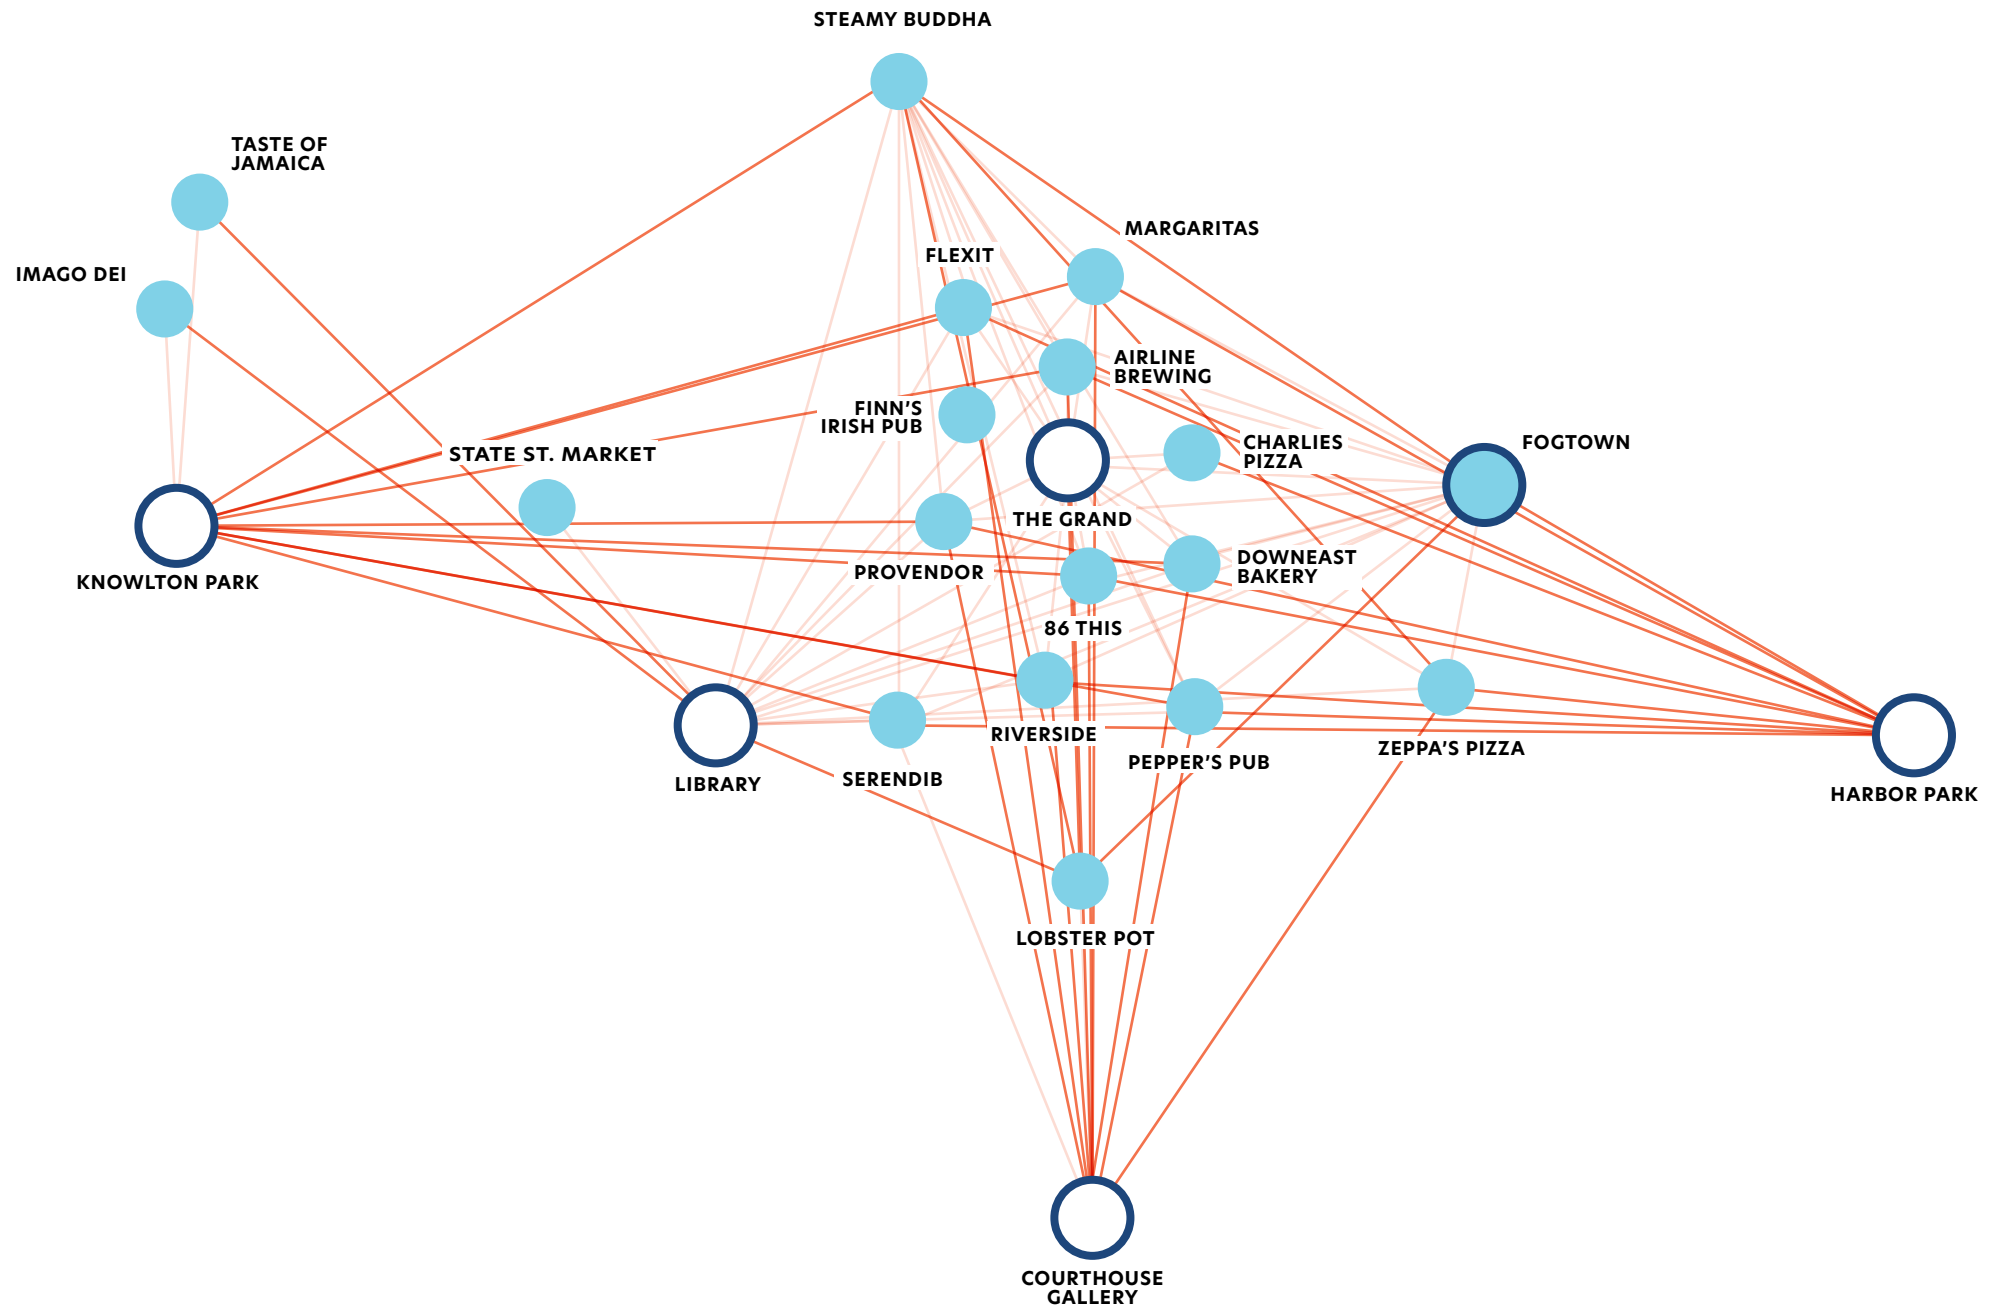 STEAMY BUDDHA
TASTE OF
JAMAICA
MARGARITAS
FLEXIT
IMAGO DEI
AIRLINE
BREWING
FINN'S
IRISH PUB
CHARLIES
PIZZA
FOGTOWN
STATE ST. MARKET
THE GRAND
DOWNEAST
BAKERY
PROVENDOR
KNOWLTON PARK
86 THIS
RIVERSIDE
ZEPPA'S PIZZA
PEPPER'S PUB
SERENDIB
LIBRARY
HARBOR PARK
LOBSTER POT
COURTHOUSE
GALLERY